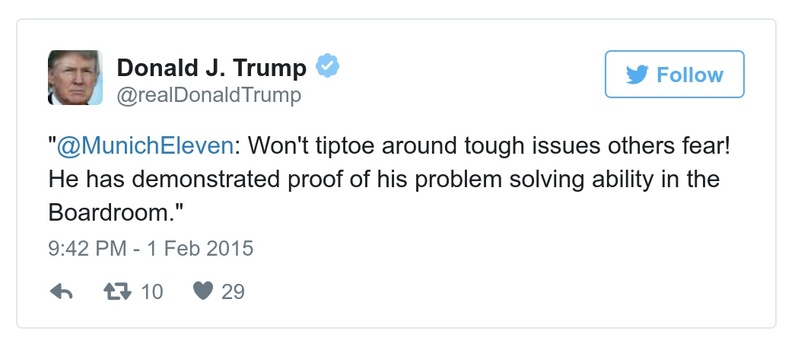 Donald J. Trump
@realDonaldTrump
Follow
"@MunichEleven: Won't tiptoe around tough issues others fear!
He has demonstrated proof of his problem solving ability in the
Boardroom."
9:42 PM - 1 Feb 2015
10 29